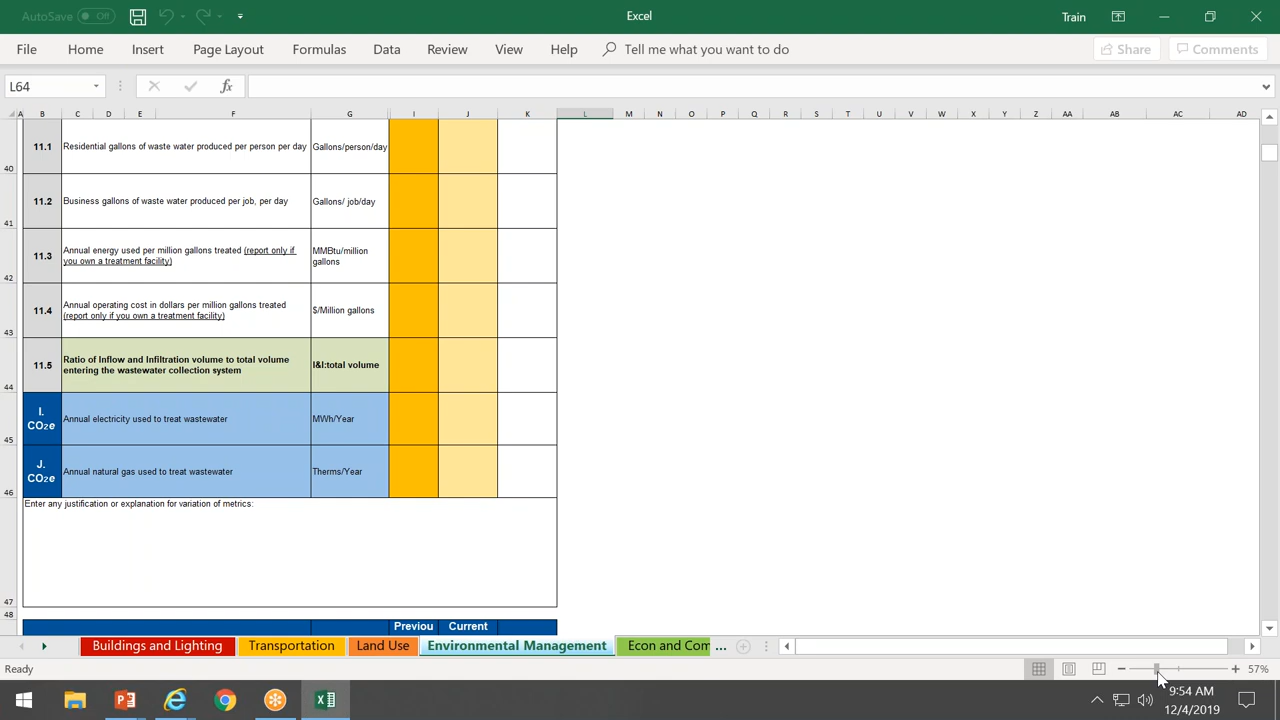 AutoSave Off
Excel
Train
File Home Insert Page Layout Formulas Data Review View Help Tell me what you want to do Share Comments
L64 fx
A B C D E F G I J K L M N O P Q R S T U V W X Y Z AA AB AC AD
40 11.1 Residential gallons of waste water produced per person per day Gallons/person/day
41 11.2 Business gallons of waste water produced per job, per day Gallons/ job/day
42 11.3 Annual energy used per million gallons treated (report only if
you own a treatment facility) MMBtu/million
gallons
43 11.4 Annual operating cost in dollars per million gallons treated
(report only if you own a treatment facility) $/Million gallons
44 11.5 Ratio of Inflow and Infiltration volume to total volume
entering the wastewater collection system I&I:total volume
45 I.
CO2e Annual electricity used to treat wastewater MWh/Year
46 J.
CO2e Annual natural gas used to treat wastewater Therms/Year
Enter any justification or explanation for variation of metrics:
47
48
Previou Current
Buildings and Lighting Transportation Land Use Environmental Management Econ and Com ...
Ready 57%
9:54 AM
12/4/2019